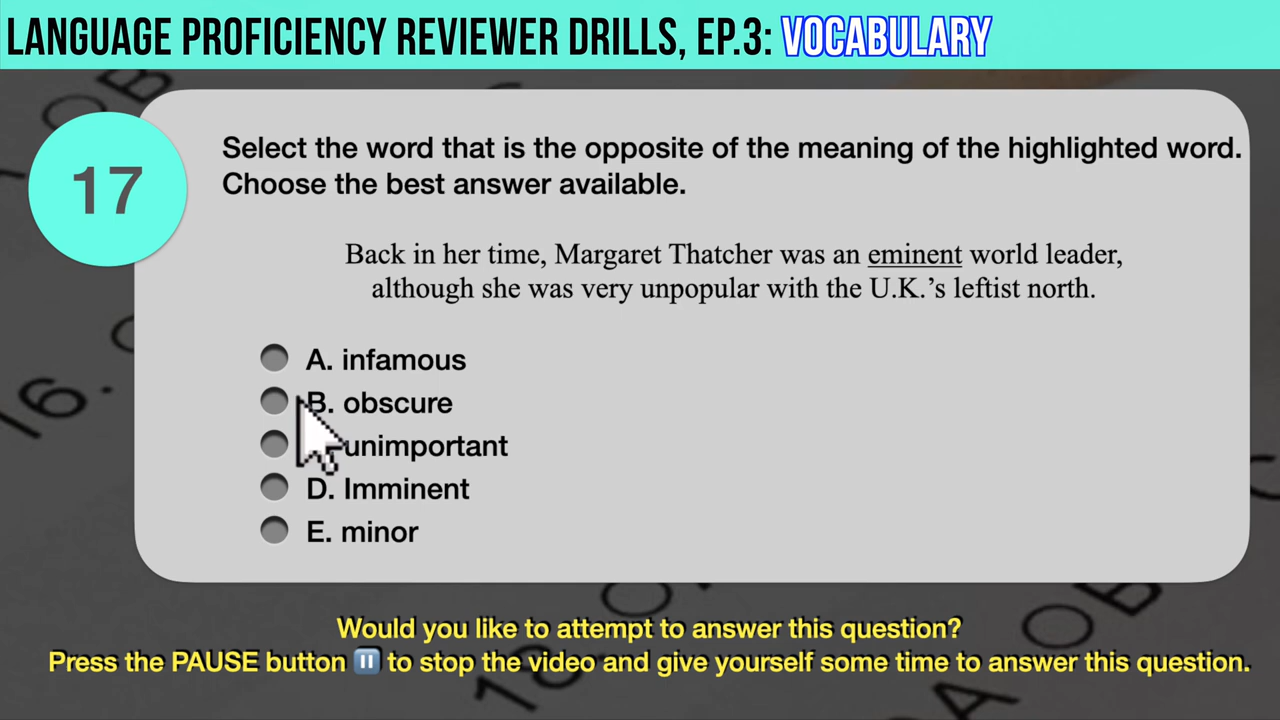 LANGUAGE PROFICIENCY REVIEWER DRILLS, EP.3: VOCABULARY
17
Select the word that is the opposite of the meaning of the highlighted word.
Choose the best answer available.
Back in her time, Margaret Thatcher was an eminent world leader,
although she was very unpopular with the U.K.'s leftist north.
A. infamous
B. obscure
unimportant
D. Imminent
E. minor
16.
18.
Would you like to attempt to answer this question?
Press the PAUSE button ⏸ to stop the video and give yourself some time to answer this question.